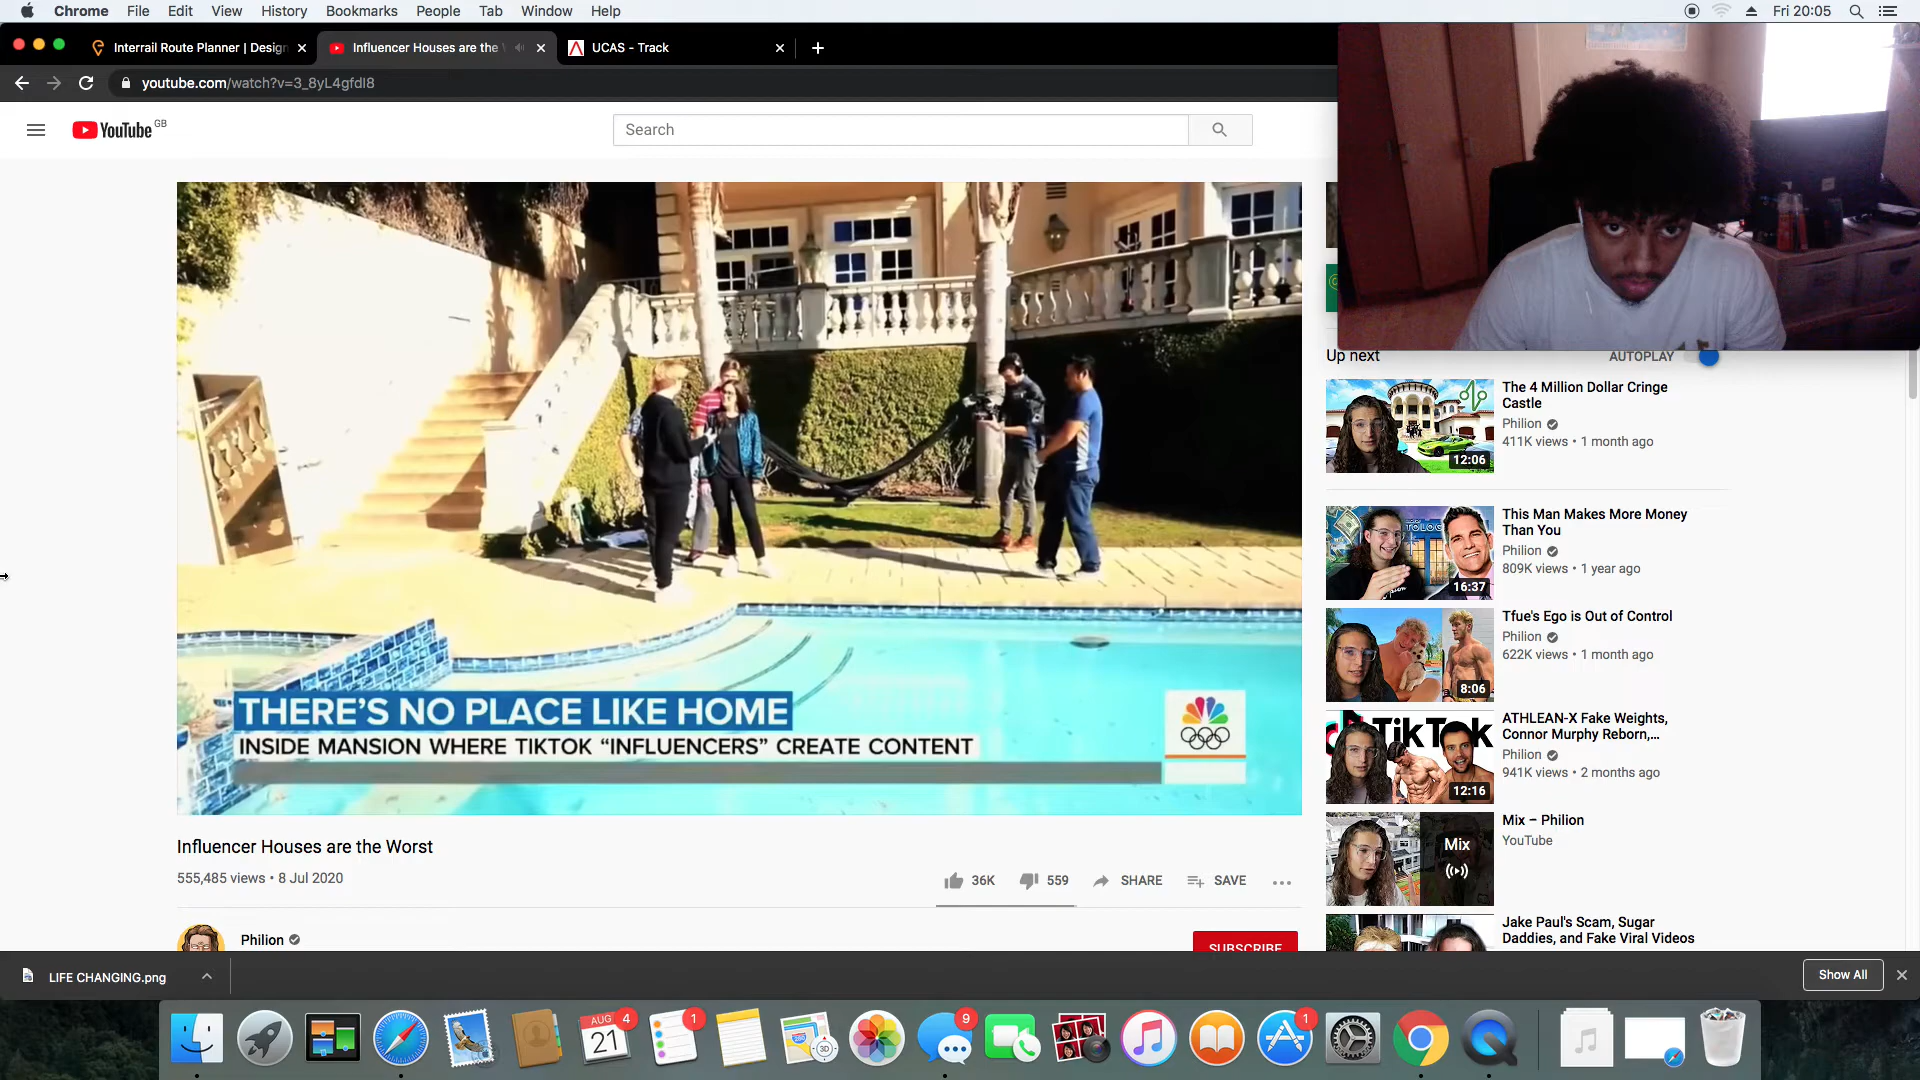 Chrome File Edit View History Bookmarks People Tab Window Help
Fri 20:05
Interrail Route Planner | Design
Influencer Houses are the
UCAS - Track
youtube.com/watch?v=3_8yL4gfdI8
YouTube GB
Search
THERE'S NO PLACE LIKE HOME
INSIDE MANSION WHERE TIKTOK “INFLUENCERS” CREATE CONTENT
Influencer Houses are the Worst
555,485 views • 8 Jul 2020
36K
559
SHARE
SAVE
Philion
SUBSCRIBE
Up next
AUTOPLAY
12:06
The 4 Million Dollar Cringe
Castle
Philion
411K views • 1 month ago
16:37
This Man Makes More Money
Than You
Philion
809K views • 1 year ago
8:06
Tfue's Ego is Out of Control
Philion
622K views • 1 month ago
TikTok
12:16
ATHLEAN-X Fake Weights,
Connor Murphy Reborn,...
Philion
941K views • 2 months ago
Mix
Mix – Philion
YouTube
Jake Paul's Scam, Sugar
Daddies, and Fake Viral Videos
LIFE CHANGING.png
Show All
AUG
21
4
1
3D
9
1